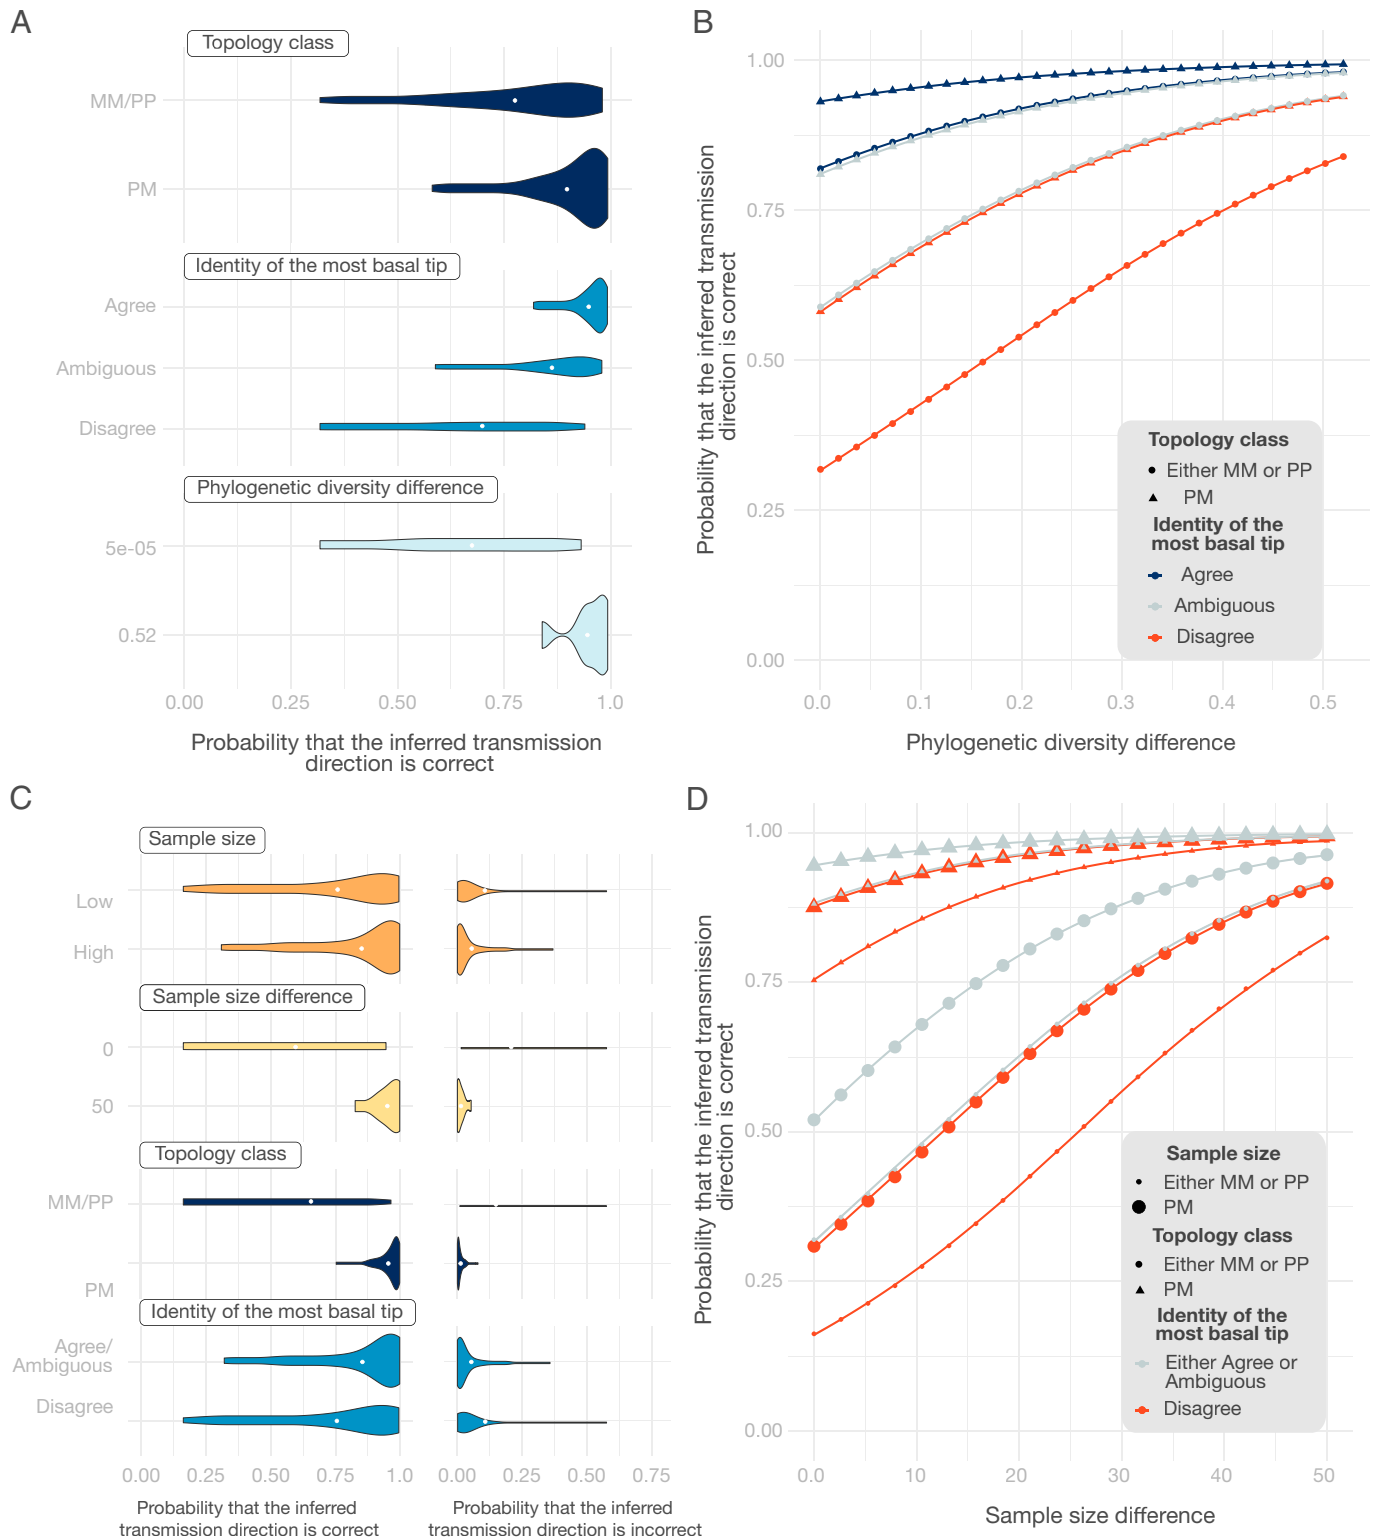 A
Topology class
MM/PP
PM
Identity of the most basal tip
Agree
Ambiguous
Disagree
Phylogenetic diversity difference
5e-05
0.52
0.00 0.25 0.50 0.75 1.0
Probability that the inferred transmission
direction is correct
B
Probability that the inferred transmission
direction is correct
1.00
0.75
0.50
0.25
0.00
Topology class
Either MM or PP
PM
Identity of the
most basal tip
Agree
Ambiguous
Disagree
0.0 0.1 0.2 0.3 0.4 0.5
Phylogenetic diversity difference
C
Sample size
Low
High
Sample size difference
0
50
Topology class
MM/PP
PM
Identity of the most basal tip
Agree/
Ambiguous
Disagree
0.00 0.25 0.50 0.75 1.0
0.00 0.25 0.50 0.75
Probability that the inferred
transmission direction is correct
Probability that the inferred
transmission direction is incorrect
D
Probability that the inferred transmission
direction is correct
1.00
0.75
0.50
0.25
0.00
Sample size
Either MM or PP
PM
Topology class
Either MM or PP
PM
Identity of the
most basal tip
Either Agree or
Ambiguous
Disagree
0.0 10 20 30 40 50
Sample size difference